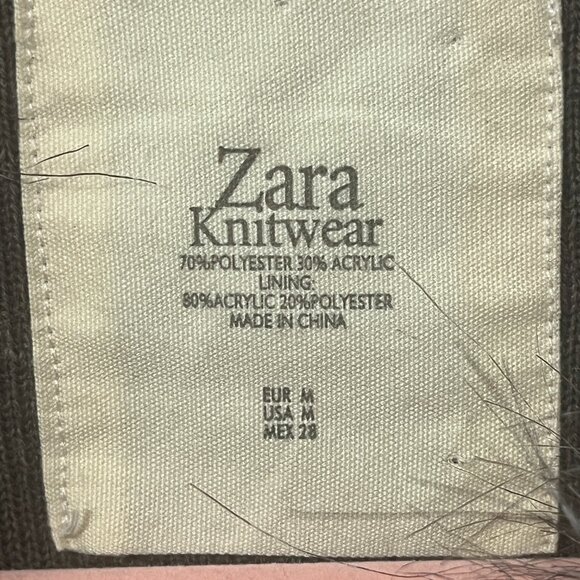 Zara
Knitwear
70%POLYESTER 30% ACRYLIC
LINING:
80%ACRYLIC 20%POLYESTER
MADE IN CHINA
EUR M
USA M
MEX 28